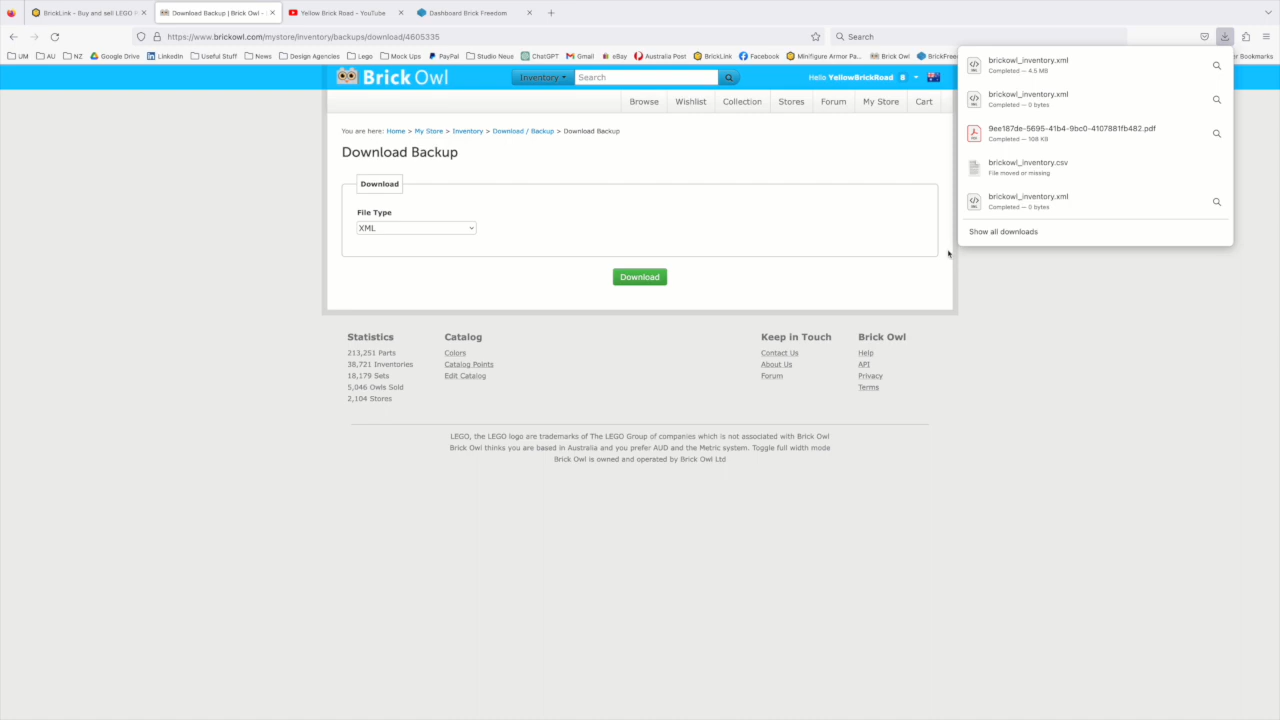 BrickLink - Buy and sell LEGO
Download Backup | Brick Owl -
Yellow Brick Road - YouTube
Dashboard Brick Freedom
https://www.brickowl.com/mystore/inventory/backups/download/4605335
Search
UM
AU
NZ
Google Drive
LinkedIn
Useful Stuff
News
Design Agencies
Lego
Mock Ups
PayPal
Studio Neus
ChatGPT
Gmail
eBay
Australia Post
BrickLink
Facebook
Minifigure Armor Pa...
Brick Owl
BrickFree
r Bookmarks
Brick Owl
Inventory
Search
Hello YellowBrickRoad
Browse
Wishlist
Collection
Stores
Forum
My Store
Cart
You are here: Home > My Store > Inventory > Download / Backup > Download Backup
Download Backup
Download
File Type
XML
Download
brickowl_inventory.xml
Completed — 4.5 MB
brickowl_inventory.xml
Completed — 0 bytes
9ee187de-5695-41b4-9bc0-4107881fb482.pdf
Completed — 108 KB
brickowl_inventory.csv
File moved or missing
brickowl_inventory.xml
Completed — 0 bytes
Show all downloads
Statistics
213,251 Parts
38,721 Inventories
18,179 Sets
5,046 Owls Sold
2,104 Stores
Catalog
Colors
Catalog Points
Edit Catalog
Keep in Touch
Contact Us
About Us
Forum
Brick Owl
Help
API
Privacy
Terms
LEGO, the LEGO logo are trademarks of The LEGO Group of companies which is not associated with Brick Owl
Brick Owl thinks you are based in Australia and you prefer AUD and the Metric system. Toggle full width mode
Brick Owl is owned and operated by Brick Owl Ltd